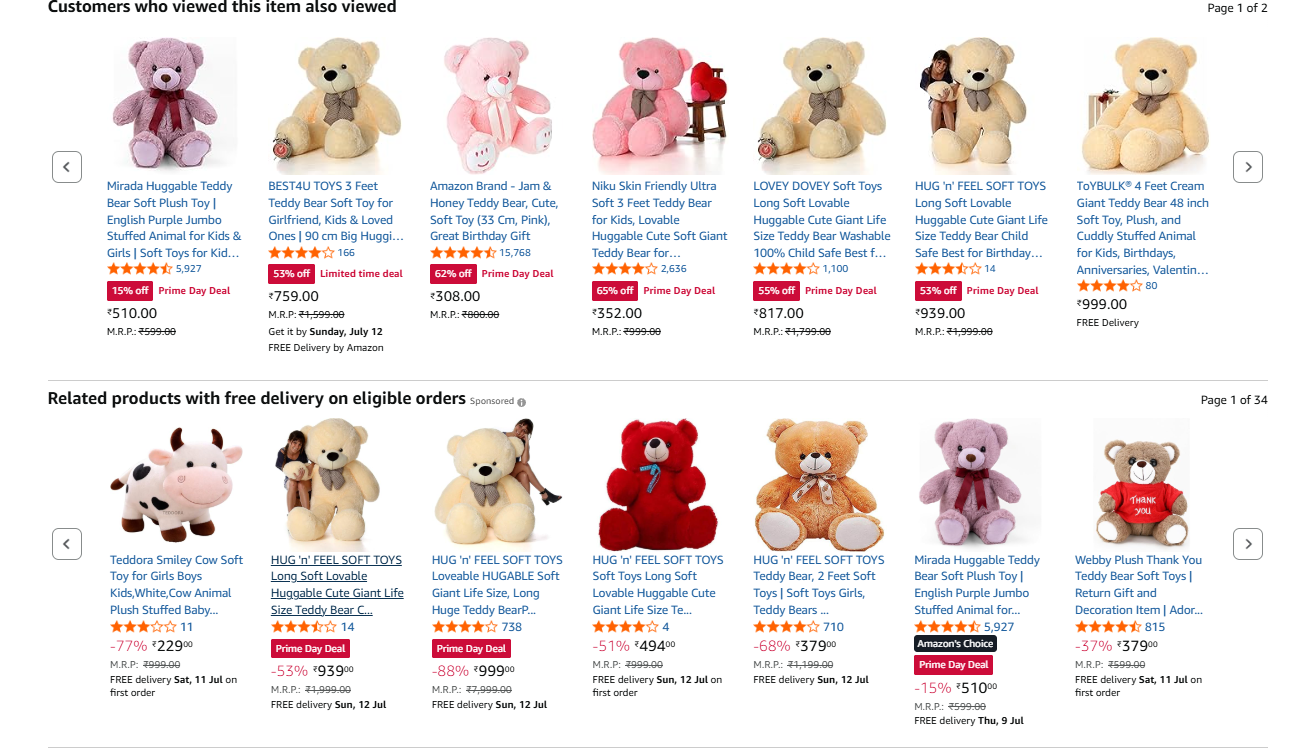 Customers who viewed this item also viewed
Page 1 of 2
Mirada Huggable Teddy
Bear Soft Plush Toy |
English Purple Jumbo
Stuffed Animal for Kids &
Girls | Soft Toys for Kid…
5,927
15% off Prime Day Deal
₹510.00
M.R.P.: ₹599.00
BEST4U TOYS 3 Feet
Teddy Bear Soft Toy for
Girlfriend, Kids & Loved
Ones | 90 cm Big Huggi…
166
53% off Limited time deal
₹759.00
M.R.P.: ₹1,599.00
Get it by Sunday, July 12
FREE Delivery by Amazon
Amazon Brand - Jam &
Honey Teddy Bear, Cute,
Soft Toy (33 Cm, Pink),
Great Birthday Gift
15,768
62% off Prime Day Deal
₹308.00
M.R.P.: ₹800.00
Niku Skin Friendly Ultra
Soft 3 Feet Teddy Bear
for Kids, Lovable
Huggable Cute Soft Giant
Teddy Bear for…
2,636
65% off Prime Day Deal
₹352.00
M.R.P.: ₹999.00
LOVEY DOVEY Soft Toys
Long Soft Lovable
Huggable Cute Giant Life
Size Teddy Bear Washable
100% Child Safe Best f…
1,100
55% off Prime Day Deal
₹817.00
M.R.P.: ₹1,799.00
HUG 'n' FEEL SOFT TOYS
Long Soft Lovable
Huggable Cute Giant Life
Size Teddy Bear Child
Safe Best for Birthday…
14
53% off Prime Day Deal
₹939.00
M.R.P.: ₹1,999.00
ToYBULK® 4 Feet Cream
Giant Teddy Bear 48 inch
Soft Toy, Plush, and
Cuddly Stuffed Animal
for Kids, Birthdays,
Anniversaries, Valentin…
80
₹999.00
FREE Delivery
Related products with free delivery on eligible orders Sponsored
Page 1 of 34
Teddora Smiley Cow Soft
Toy for Girls Boys
Kids,White,Cow Animal
Plush Stuffed Baby...
11
-77% ₹22900
M.R.P: ₹999.00
FREE delivery Sat, 11 Jul on
first order
HUG 'n' FEEL SOFT TOYS
Long Soft Lovable
Huggable Cute Giant Life
Size Teddy Bear C...
14
Prime Day Deal
-53% ₹93900
M.R.P.: ₹1,999.00
FREE delivery Sun, 12 Jul
HUG 'n' FEEL SOFT TOYS
Loveable HUGABLE Soft
Giant Life Size, Long
Huge Teddy BearP...
738
Prime Day Deal
-88% ₹99900
M.R.P.: ₹7,999.00
FREE delivery Sun, 12 Jul
HUG 'n' FEEL SOFT TOYS
Soft Toys Long Soft
Lovable Huggable Cute
Giant Life Size Te...
4
-51% ₹49400
M.R.P: ₹999.00
FREE delivery Sun, 12 Jul on
first order
HUG 'n' FEEL SOFT TOYS
Teddy Bear, 2 Feet Soft
Toys | Soft Toys Girls,
Teddy Bears ...
710
-68% ₹37900
M.R.P: ₹1,199.00
FREE delivery Sun, 12 Jul
Mirada Huggable Teddy
Bear Soft Plush Toy |
English Purple Jumbo
Stuffed Animal for...
5,927
Amazon's Choice
Prime Day Deal
-15% ₹51000
M.R.P.: ₹599.00
FREE delivery Thu, 9 Jul
THANK
YOU
Webby Plush Thank You
Teddy Bear Soft Toys |
Return Gift and
Decoration Item | Ador...
815
-37% ₹37900
M.R.P: ₹599.00
FREE delivery Sat, 11 Jul on
first order